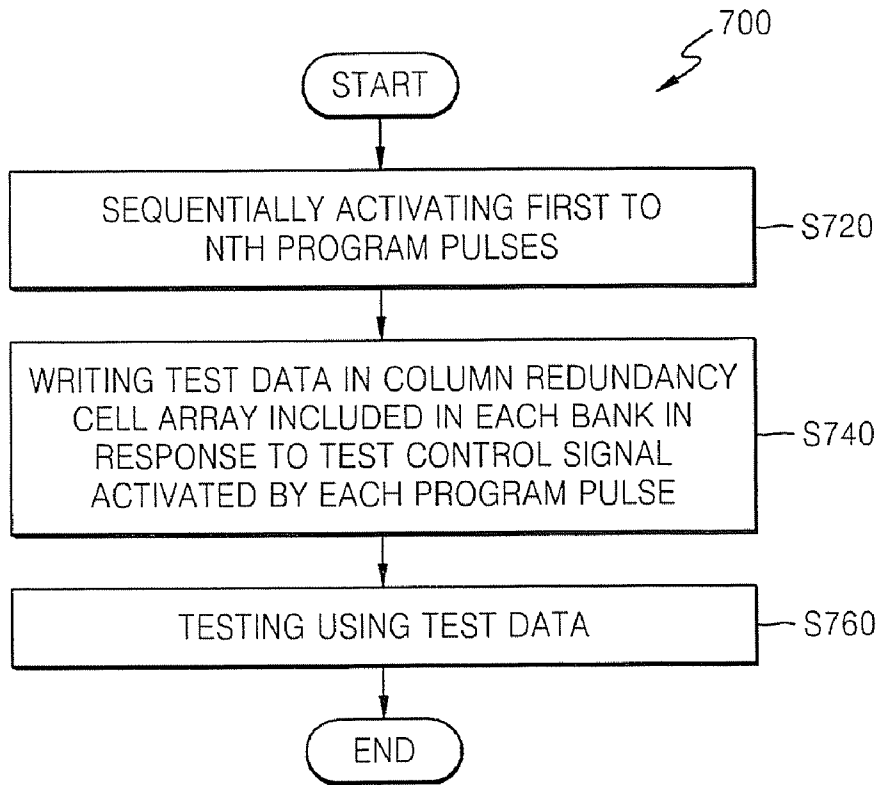 700
START
SEQUENTIALLY ACTIVATING FIRST TO
NTH PROGRAM PULSES
S720
WRITING TEST DATA IN COLUMN REDUNDANCY
CELL ARRAY INCLUDED IN EACH BANK IN
RESPONSE TO TEST CONTROL SIGNAL
ACTIVATED BY EACH PROGRAM PULSE
S740
TESTING USING TEST DATA
S760
END